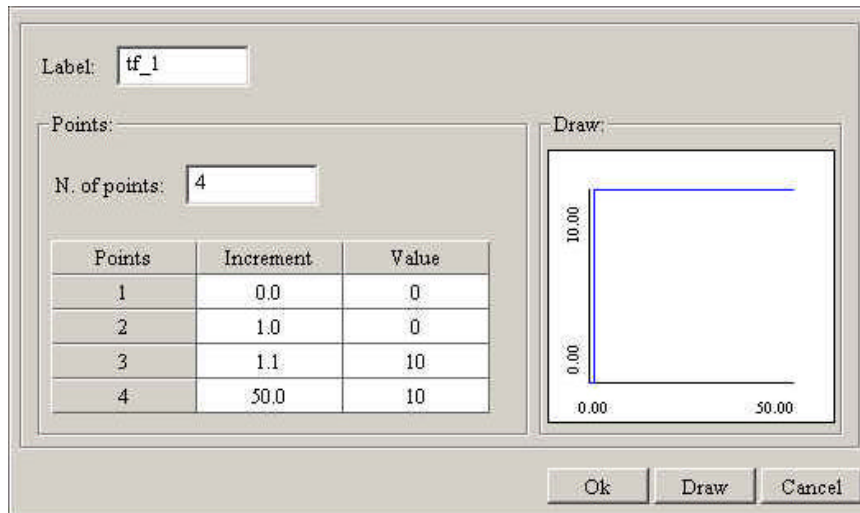 Label: tf_1
Points:
N. of points: 4
Points Increment Value
1 0.0 0
2 1.0 0
3 1.1 10
4 50.0 10
Draw:
10.00
0.00
0.00 50.00
Ok Draw Cancel